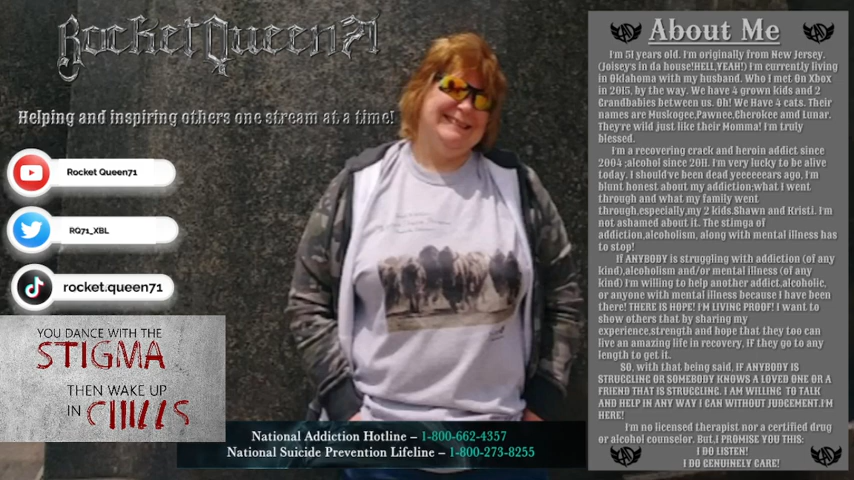 RocketQueen71
Helping and inspiring others one stream at a time!
Rocket Queen71
RQ71_XBL
rocket.queen71
YOU DANCE WITH THE
STIGMA
THEN WAKE UP
IN CHILLS
National Addiction Hotline – 1-800-662-4357
National Suicide Prevention Lifeline – 1-800-273-8255
About Me
I'm 51 years old. I'm originally from New Jersey.
(Joisey's in da house!HELL,YEAH!) I'm currently living
in Oklahoma with my husband. Who I met On Xbox
in 2015, by the way. We have 4 grown kids and 2
Grandbabies between us. Oh! We Have 4 cats. Their
names are Muskogee,Pawnee,Cherokee amd Lunar.
They're wild just like their Momma! I'm truly
blessed.
I'm a recovering crack and heroin addict since
2004 ;alcohol since 2011. I'm very lucky to be alive
today. I should've been dead yeeeeeears ago, I'm
blunt honest about my addiction;what I went
through and what my family went
through,especially,my 2 kids.Shawn and Kristi. I'm
not ashamed about it. The stimga of
addiction,alcoholism, along with mental illness has
to stop!
If ANYBODY is struggling with addiction (of any
kind),alcoholism and/or mental illness (of any
kind) I'm willing to help another addict,alcoholic,
or anyone with mental illness because I have been
there! THERE IS HOPE! I'M LIVING PROOF! I want to
show others that by sharing my
experience,strength and hope that they too can
live an amazing life in recovery, IF they go to any
length to get it.
SO, with that being said, IF ANYBODY IS
STRUGGLING OR SOMEBODY KNOWS A LOVED ONE OR A
FRIEND THAT IS STRUGGLING. I AM WILLING TO TALK
AND HELP IN ANY WAY I CAN WITHOUT JUDGEMENT.I'M
HERE!
I'm no licensed therapist nor a certified drug
or alcohol counselor. But,I PROMISE YOU THIS:
I DO LISTEN!
I DO GENUINELY CARE!